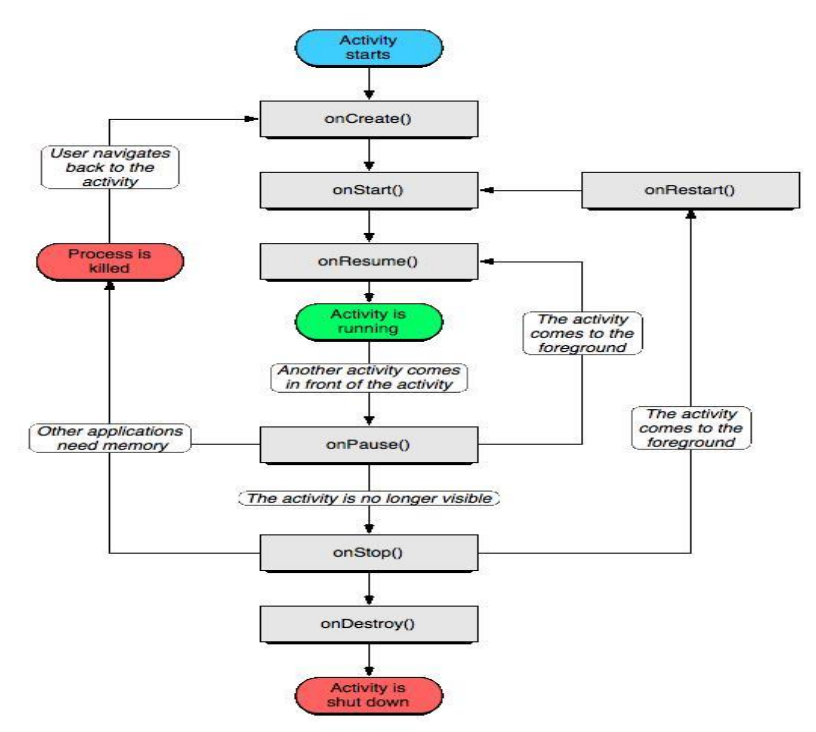 Activity
starts
onCreate()
User navigates
back to the
activity
onStart()
onRestart()
Process is
killed
onResume()
Activity is
running
The activity
comes to the
foreground
Another activity comes
in front of the activity
The activity
comes to the
foreground
Other applications
need memory
onPause()
The activity is no longer visible
onStop()
onDestroy()
Activity is
shut down